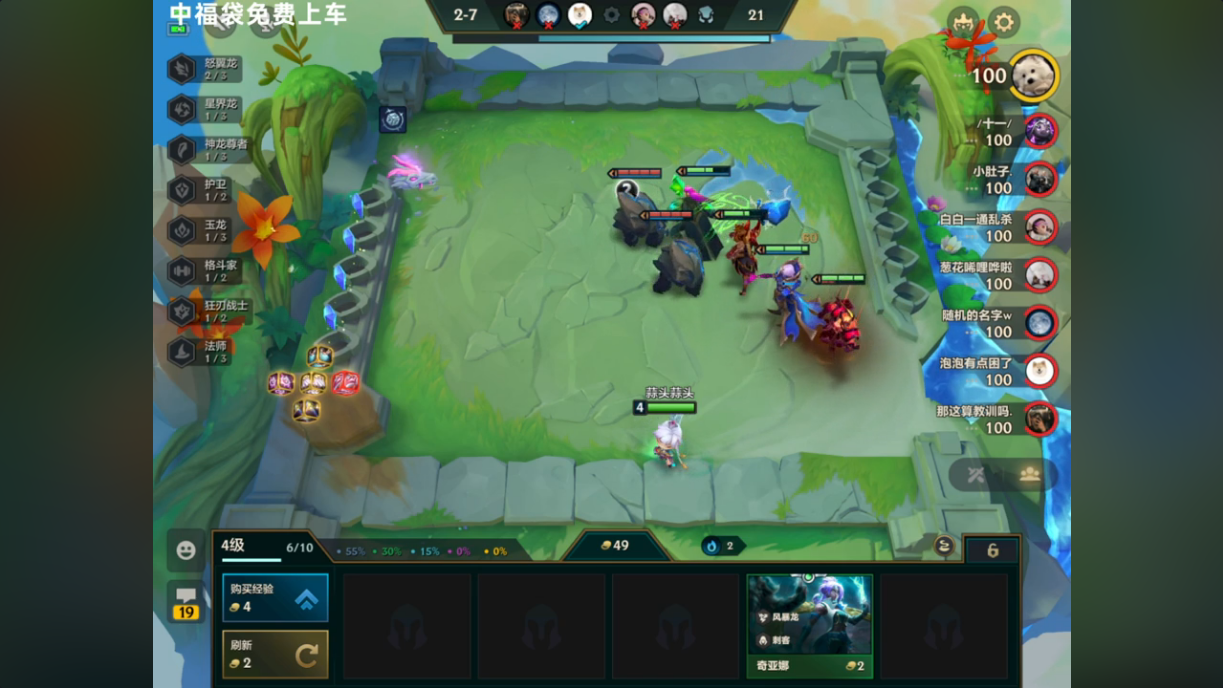 中福袋免费上车
2-7
21
怒翼龙
2/3
星界龙
1/3
神龙尊者
1/3
护卫
1/2
玉龙
1/3
格斗家
1/2
狂刃战士
1/2
法师
1/3
100
/十一/
100
小肚子.
100
白白一通乱杀
100
葱花唏哩哗啦
100
随机的名字w
100
泡泡有点困了
100
那这算教训吗.
100
蒜头蒜头
4
4级
6/10
55% 30% 15% 0% 0%
49
2
6
购买经验
4
刷新
2
19
风暴龙
刺客
奇亚娜
2